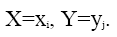 X=xᵢ, Y=yⱼ.